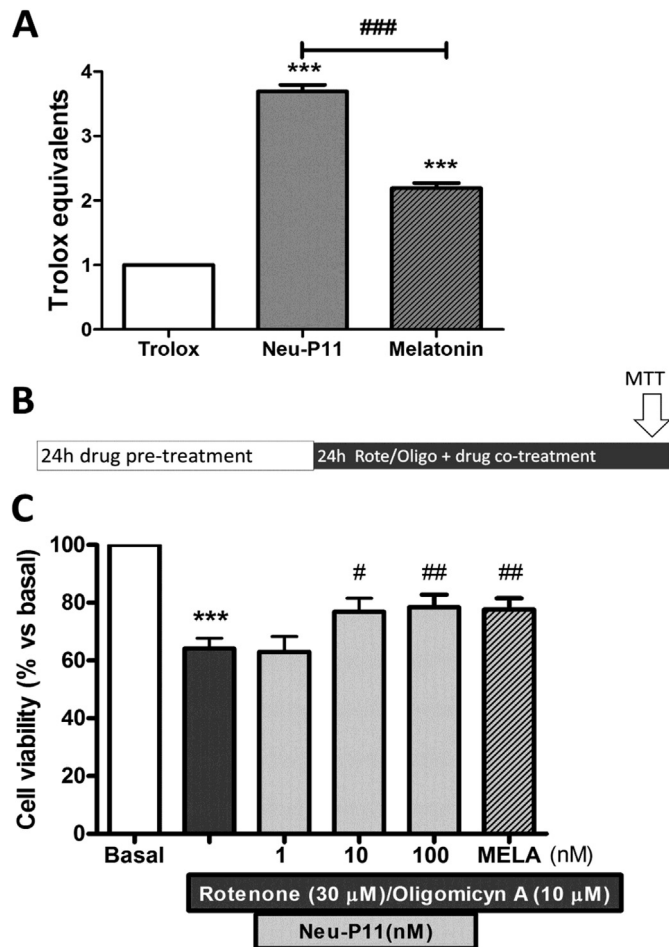 A
###
***
***
Trolox equivalents
4
3
2
1
0
Trolox
Neu-P11
Melatonin
MTT
B
24h drug pre-treatment
24h Rote/Oligo + drug co-treatment
C
Cell viability (% vs basal)
100
80
60
40
20
0
***
#
##
##
Basal
1
10
100
MELA (nM)
Rotenone (30 μM)/Oligomicyn A (10 μM)
Neu-P11(nM)